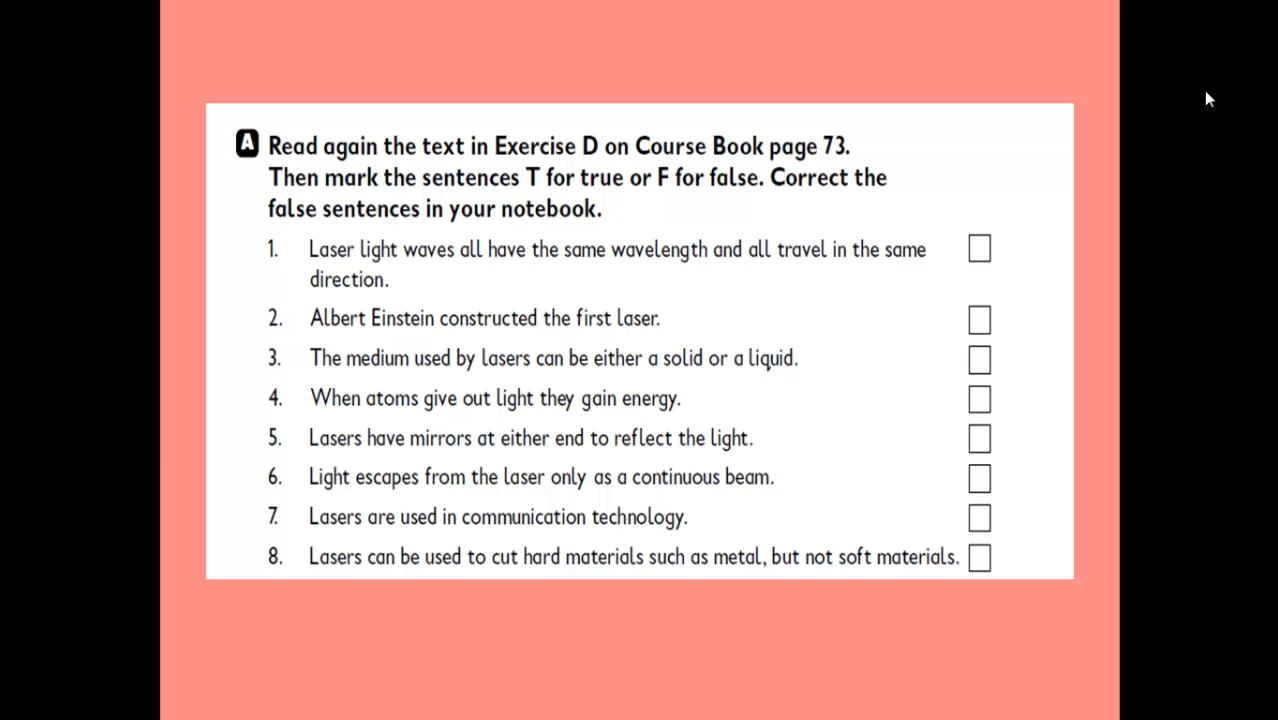 A Read again the text in Exercise D on Course Book page 73.
Then mark the sentences T for true or F for false. Correct the
false sentences in your notebook.
1. Laser light waves all have the same wavelength and all travel in the same
direction.
2. Albert Einstein constructed the first laser.
3. The medium used by lasers can be either a solid or a liquid.
4. When atoms give out light they gain energy.
5. Lasers have mirrors at either end to reflect the light.
6. Light escapes from the laser only as a continuous beam.
7. Lasers are used in communication technology.
8. Lasers can be used to cut hard materials such as metal, but not soft materials.